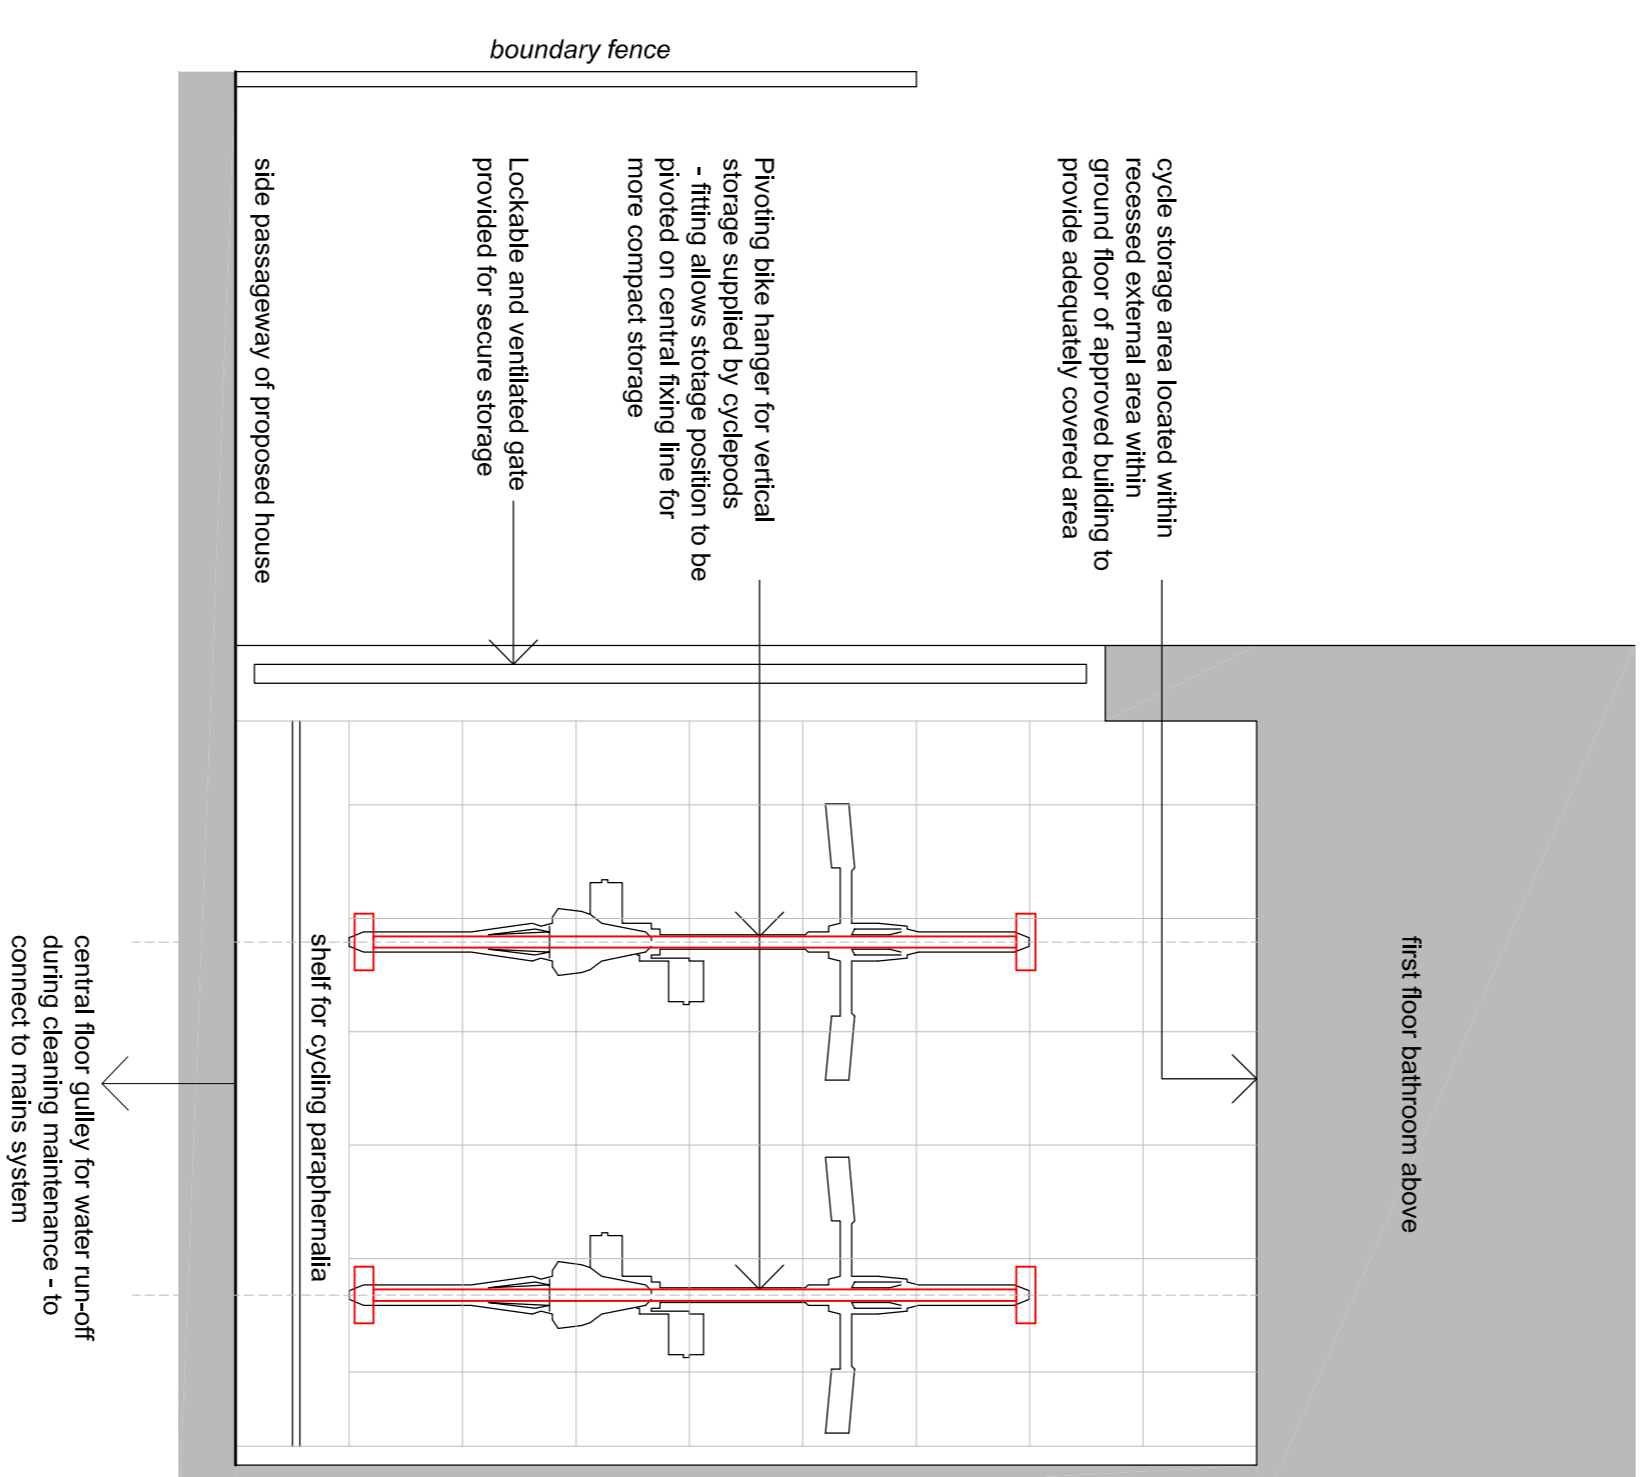 boundary fence
cycle storage area located within
recessed external area within
ground floor of approved building to
provide adequately covered area
Pivoting bike hanger for vertical
storage supplied by cyclepods
- fitting allows stotage position to be
pivoted on central fixing line for
more compact storage
Lockable and ventilated gate
provided for secure storage
side passageway of proposed house
first floor bathroom above
shelf for cycling paraphernalia
central floor gulley for water run-off
during cleaning maintenance - to
connect to mains system